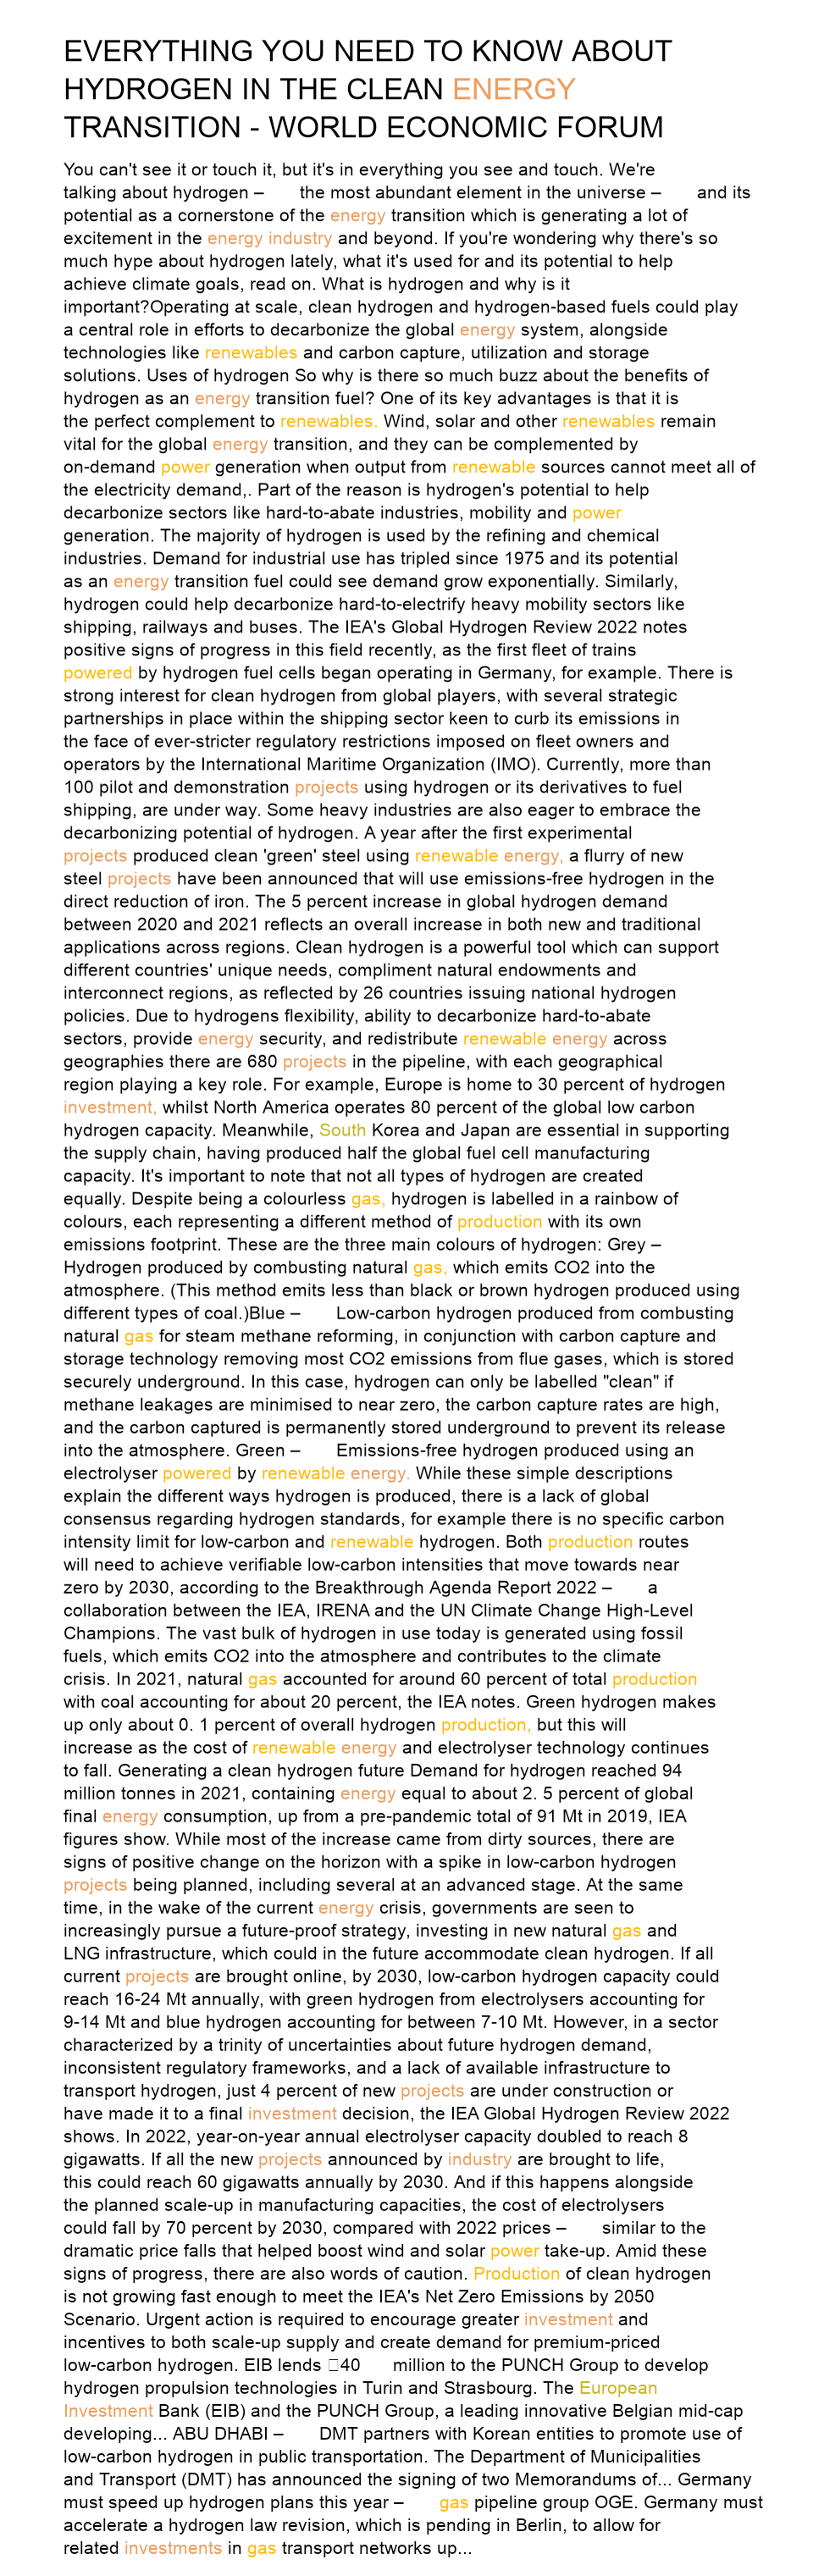 EVERYTHING YOU NEED TO KNOW ABOUT
HYDROGEN IN THE CLEAN ENERGY
TRANSITION - WORLD ECONOMIC FORUM
You can't see it or touch it, but it's in everything you see and touch. We're
talking about hydrogen – the most abundant element in the universe – and its
potential as a cornerstone of the energy transition which is generating a lot of
excitement in the energy industry and beyond. If you're wondering why there's so
much hype about hydrogen lately, what it's used for and its potential to help
achieve climate goals, read on. What is hydrogen and why is it
important?Operating at scale, clean hydrogen and hydrogen-based fuels could play
a central role in efforts to decarbonize the global energy system, alongside
technologies like renewables and carbon capture, utilization and storage
solutions. Uses of hydrogen So why is there so much buzz about the benefits of
hydrogen as an energy transition fuel? One of its key advantages is that it is
the perfect complement to renewables. Wind, solar and other renewables remain
vital for the global energy transition, and they can be complemented by
on-demand power generation when output from renewable sources cannot meet all of
the electricity demand,. Part of the reason is hydrogen's potential to help
decarbonize sectors like hard-to-abate industries, mobility and power
generation. The majority of hydrogen is used by the refining and chemical
industries. Demand for industrial use has tripled since 1975 and its potential
as an energy transition fuel could see demand grow exponentially. Similarly,
hydrogen could help decarbonize hard-to-electrify heavy mobility sectors like
shipping, railways and buses. The IEA's Global Hydrogen Review 2022 notes
positive signs of progress in this field recently, as the first fleet of trains
powered by hydrogen fuel cells began operating in Germany, for example. There is
strong interest for clean hydrogen from global players, with several strategic
partnerships in place within the shipping sector keen to curb its emissions in
the face of ever-stricter regulatory restrictions imposed on fleet owners and
operators by the International Maritime Organization (IMO). Currently, more than
100 pilot and demonstration projects using hydrogen or its derivatives to fuel
shipping, are under way. Some heavy industries are also eager to embrace the
decarbonizing potential of hydrogen. A year after the first experimental
projects produced clean 'green' steel using renewable energy, a flurry of new
steel projects have been announced that will use emissions-free hydrogen in the
direct reduction of iron. The 5 percent increase in global hydrogen demand
between 2020 and 2021 reflects an overall increase in both new and traditional
applications across regions. Clean hydrogen is a powerful tool which can support
different countries' unique needs, compliment natural endowments and
interconnect regions, as reflected by 26 countries issuing national hydrogen
policies. Due to hydrogens flexibility, ability to decarbonize hard-to-abate
sectors, provide energy security, and redistribute renewable energy across
geographies there are 680 projects in the pipeline, with each geographical
region playing a key role. For example, Europe is home to 30 percent of hydrogen
investment, whilst North America operates 80 percent of the global low carbon
hydrogen capacity. Meanwhile, South Korea and Japan are essential in supporting
the supply chain, having produced half the global fuel cell manufacturing
capacity. It's important to note that not all types of hydrogen are created
equally. Despite being a colourless gas, hydrogen is labelled in a rainbow of
colours, each representing a different method of production with its own
emissions footprint. These are the three main colours of hydrogen: Grey –
Hydrogen produced by combusting natural gas, which emits CO2 into the
atmosphere. (This method emits less than black or brown hydrogen produced using
different types of coal.)Blue – Low-carbon hydrogen produced from combusting
natural gas for steam methane reforming, in conjunction with carbon capture and
storage technology removing most CO2 emissions from flue gases, which is stored
securely underground. In this case, hydrogen can only be labelled "clean" if
methane leakages are minimised to near zero, the carbon capture rates are high,
and the carbon captured is permanently stored underground to prevent its release
into the atmosphere. Green – Emissions-free hydrogen produced using an
electrolyser powered by renewable energy. While these simple descriptions
explain the different ways hydrogen is produced, there is a lack of global
consensus regarding hydrogen standards, for example there is no specific carbon
intensity limit for low-carbon and renewable hydrogen. Both production routes
will need to achieve verifiable low-carbon intensities that move towards near
zero by 2030, according to the Breakthrough Agenda Report 2022 – a
collaboration between the IEA, IRENA and the UN Climate Change High-Level
Champions. The vast bulk of hydrogen in use today is generated using fossil
fuels, which emits CO2 into the atmosphere and contributes to the climate
crisis. In 2021, natural gas accounted for around 60 percent of total production
with coal accounting for about 20 percent, the IEA notes. Green hydrogen makes
up only about 0. 1 percent of overall hydrogen production, but this will
increase as the cost of renewable energy and electrolyser technology continues
to fall. Generating a clean hydrogen future Demand for hydrogen reached 94
million tonnes in 2021, containing energy equal to about 2. 5 percent of global
final energy consumption, up from a pre-pandemic total of 91 Mt in 2019, IEA
figures show. While most of the increase came from dirty sources, there are
signs of positive change on the horizon with a spike in low-carbon hydrogen
projects being planned, including several at an advanced stage. At the same
time, in the wake of the current energy crisis, governments are seen to
increasingly pursue a future-proof strategy, investing in new natural gas and
LNG infrastructure, which could in the future accommodate clean hydrogen. If all
current projects are brought online, by 2030, low-carbon hydrogen capacity could
reach 16-24 Mt annually, with green hydrogen from electrolysers accounting for
9-14 Mt and blue hydrogen accounting for between 7-10 Mt. However, in a sector
characterized by a trinity of uncertainties about future hydrogen demand,
inconsistent regulatory frameworks, and a lack of available infrastructure to
transport hydrogen, just 4 percent of new projects are under construction or
have made it to a final investment decision, the IEA Global Hydrogen Review 2022
shows. In 2022, year-on-year annual electrolyser capacity doubled to reach 8
gigawatts. If all the new projects announced by industry are brought to life,
this could reach 60 gigawatts annually by 2030. And if this happens alongside
the planned scale-up in manufacturing capacities, the cost of electrolysers
could fall by 70 percent by 2030, compared with 2022 prices – similar to the
dramatic price falls that helped boost wind and solar power take-up. Amid these
signs of progress, there are also words of caution. Production of clean hydrogen
is not growing fast enough to meet the IEA's Net Zero Emissions by 2050
Scenario. Urgent action is required to encourage greater investment and
incentives to both scale-up supply and create demand for premium-priced
low-carbon hydrogen. EIB lends 40 million to the PUNCH Group to develop
hydrogen propulsion technologies in Turin and Strasbourg. The European
Investment Bank (EIB) and the PUNCH Group, a leading innovative Belgian mid-cap
developing... ABU DHABI – DMT partners with Korean entities to promote use of
low-carbon hydrogen in public transportation. The Department of Municipalities
and Transport (DMT) has announced the signing of two Memorandums of... Germany
must speed up hydrogen plans this year – gas pipeline group OGE. Germany must
accelerate a hydrogen law revision, which is pending in Berlin, to allow for
related investments in gas transport networks up...